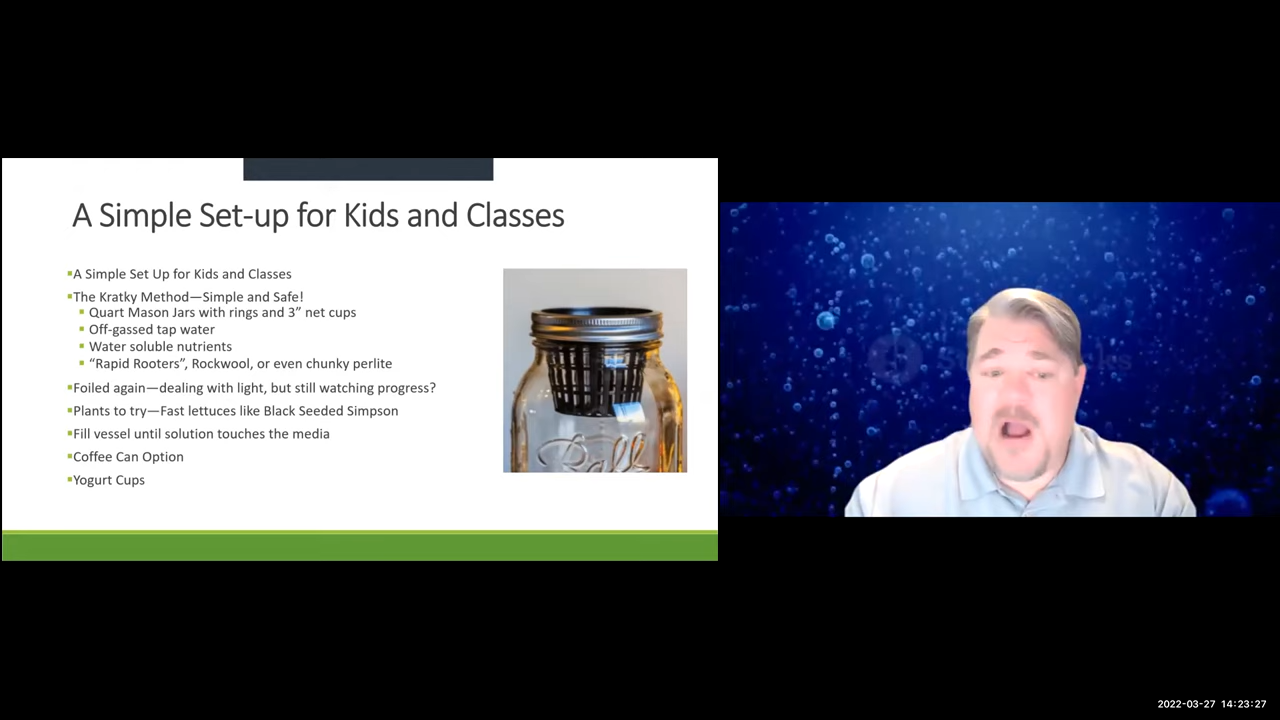 A Simple Set-up for Kids and Classes
A Simple Set Up for Kids and Classes
The Kratky Method—Simple and Safe!
Quart Mason Jars with rings and 3” net cups
Off-gassed tap water
Water soluble nutrients
“Rapid Rooters”, Rockwool, or even chunky perlite
Foiled again—dealing with light, but still watching progress?
Plants to try—Fast lettuces like Black Seeded Simpson
Fill vessel until solution touches the media
Coffee Can Option
Yogurt Cups
Ball
2022-03-27 14:23:27